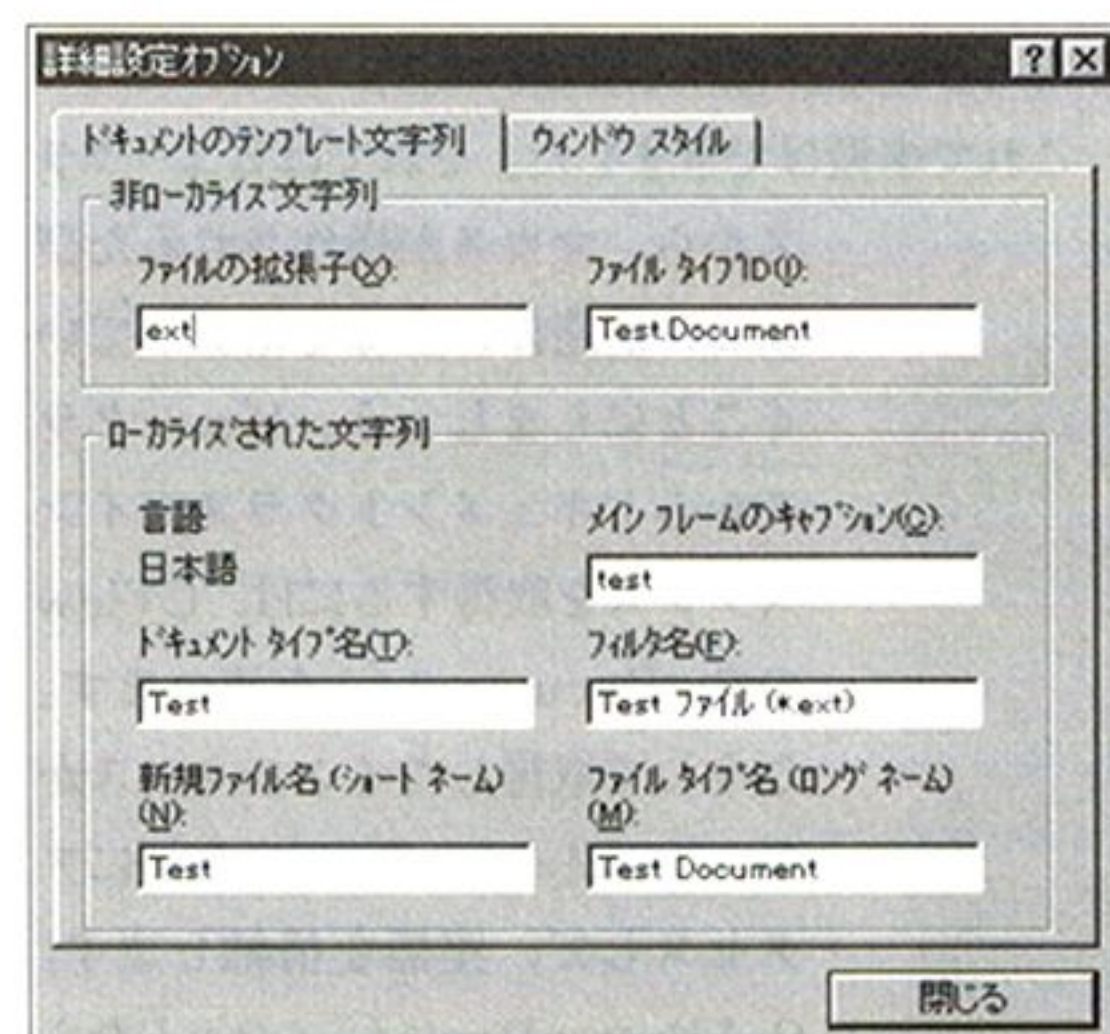 詳細設定オプション
ドキュメントのテンプレート文字列
ウィンドウ スタイル
非ローカライズ文字列
ファイルの拡張子(X):
ファイル タイプID(I):
ext
Test.Document
ローカライズされた文字列
言語
日本語
メイン フレームのキャプション(C):
test
ドキュメント タイプ名(T):
フィルタ名(F):
Test
Test ファイル (*.ext)
新規ファイル名 (ショート ネーム)
(N):
ファイル タイプ名 (ロング ネーム)
(M):
Test
Test Document
閉じる